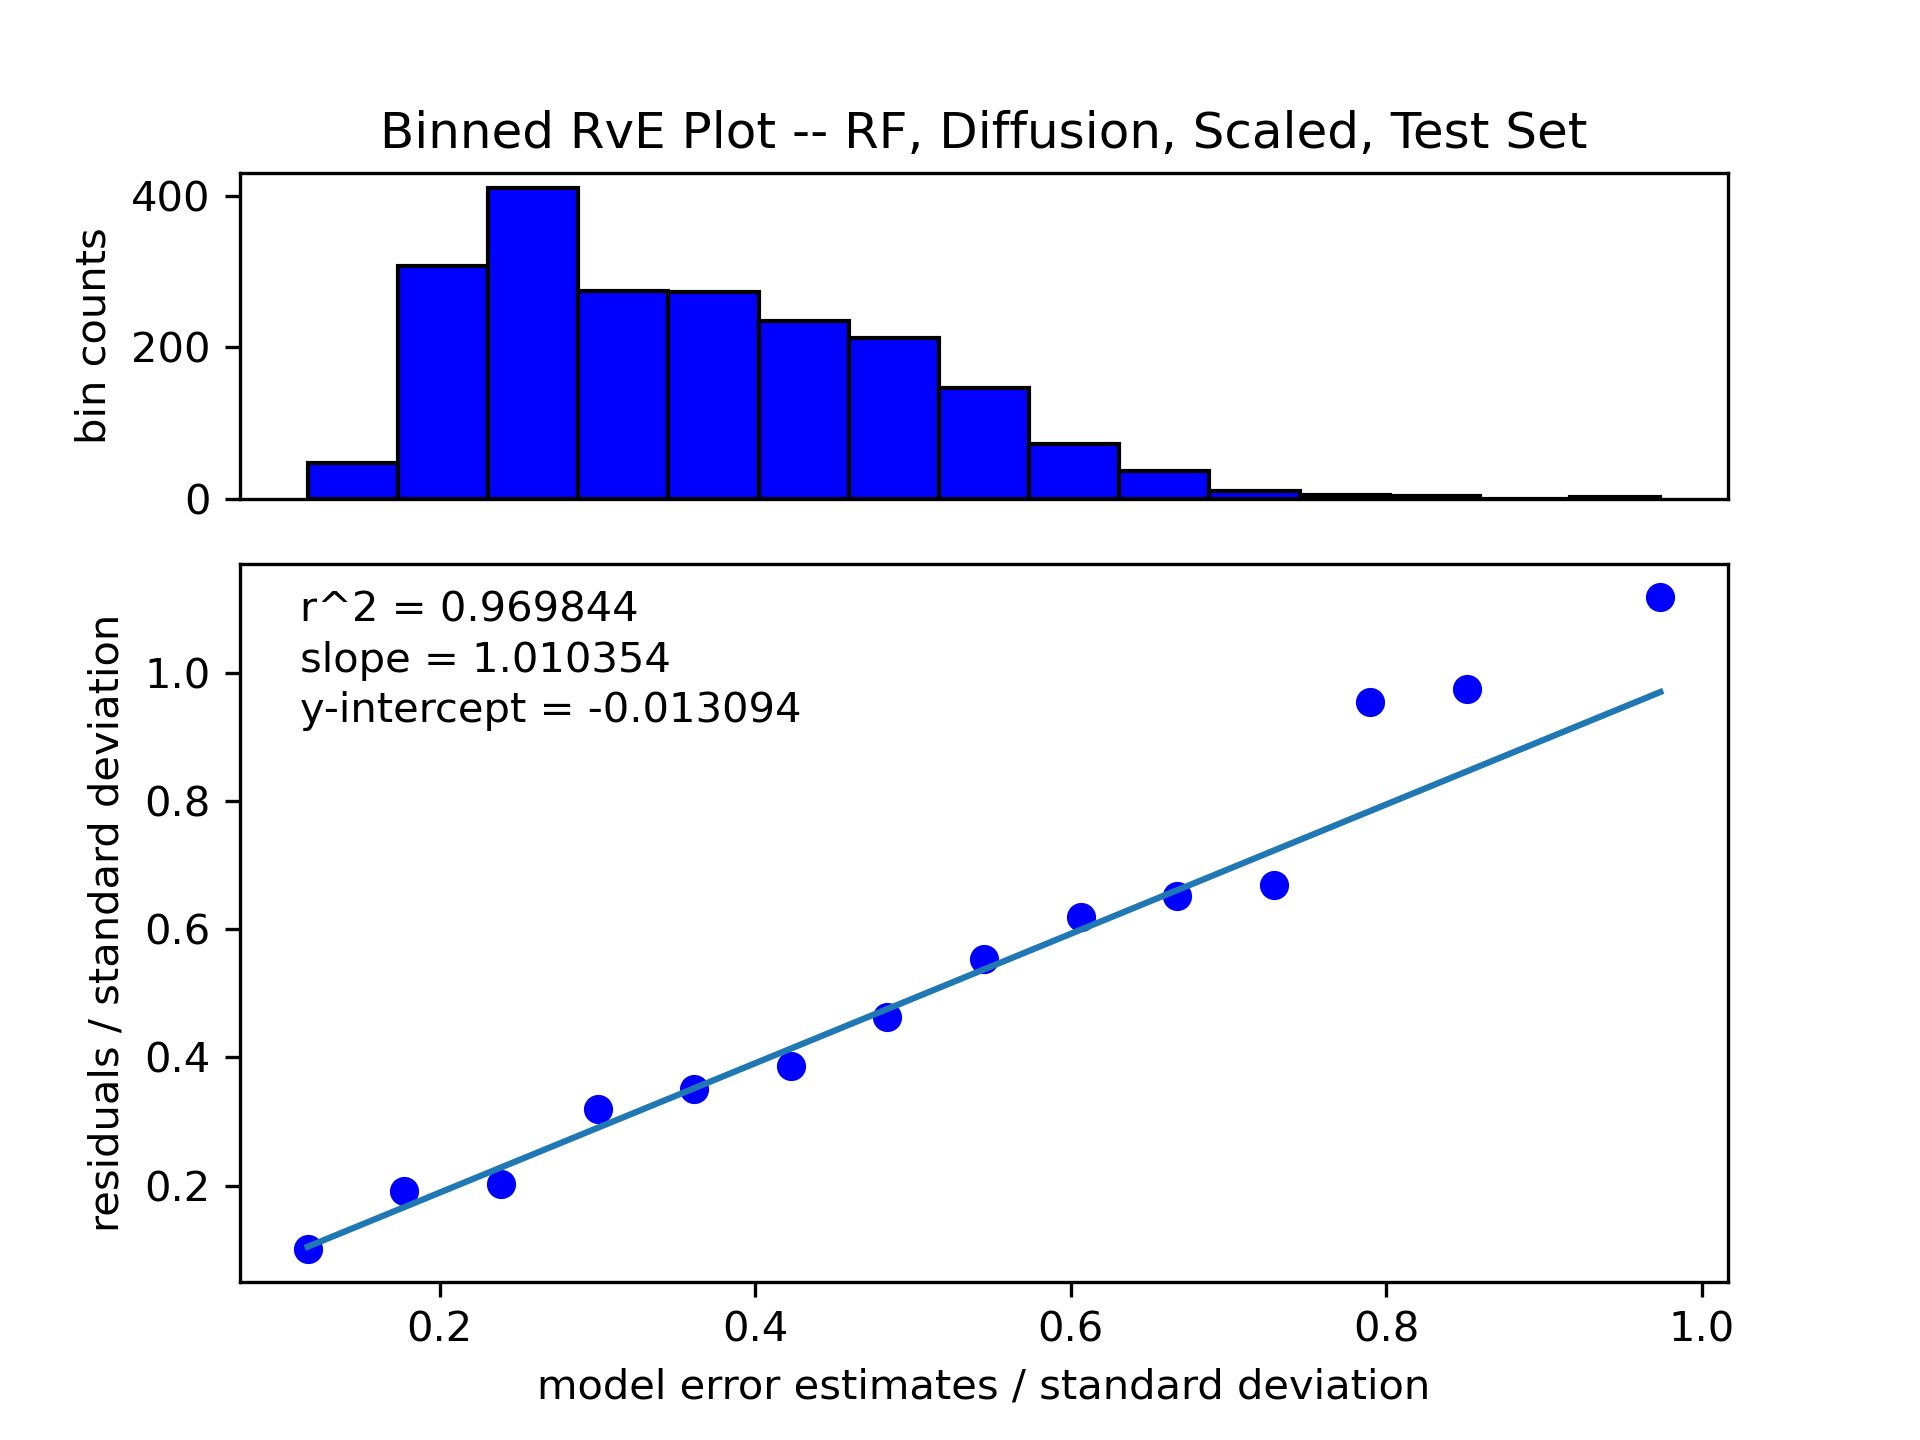 Binned RvE Plot -- RF, Diffusion, Scaled, Test Set
bin counts
400
200
0
r^2 = 0.969844
slope = 1.010354
y-intercept = -0.013094
residuals / standard deviation
1.0
0.8
0.6
0.4
0.2
0.2 0.4 0.6 0.8 1.0
model error estimates / standard deviation